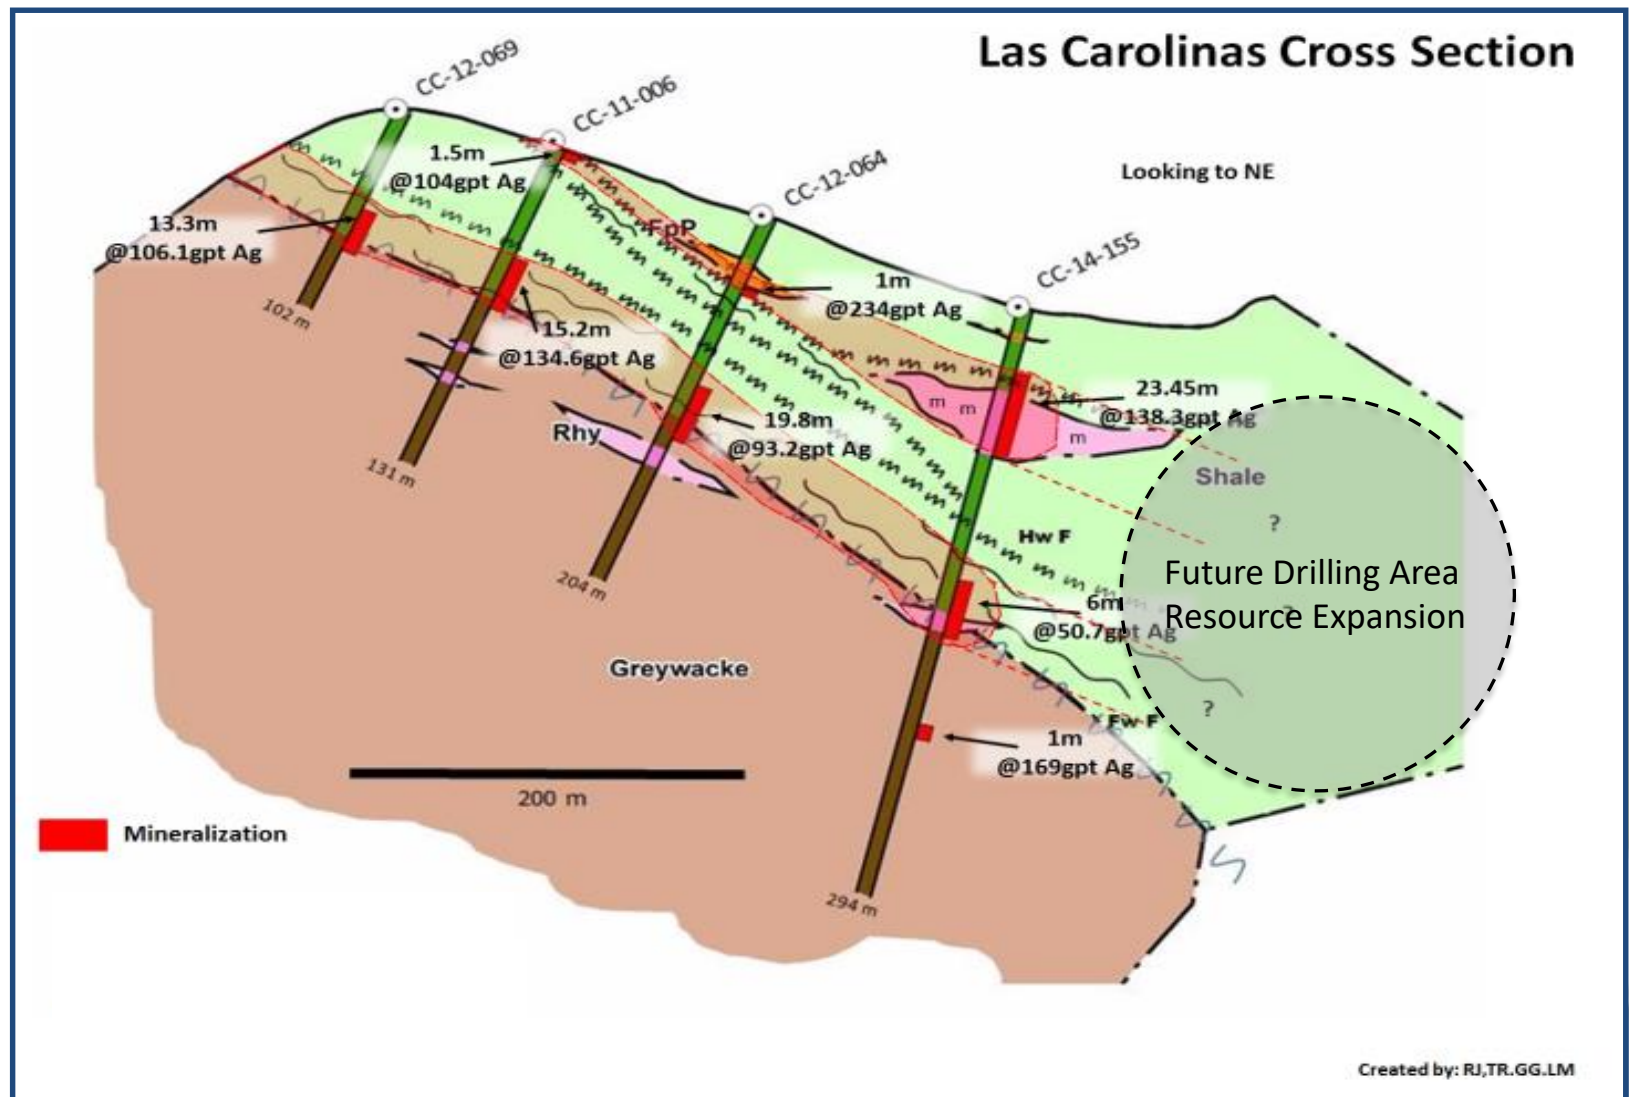 Las Carolinas Cross Section
CC-12-069
CC-11-006
CC-12-064
CC-14-155
Looking to NE
1.5m
@104gpt Ag
13.3m
@106.1gpt Ag
FpP
1m
@234gpt Ag
102 m
15.2m
@134.6gpt Ag
23.45m
@138.3gpt Ag
m
m
m
19.8m
@93.2gpt Ag
Rhy
131 m
Shale
?
Hw F
204 m
Future Drilling Area
Resource Expansion
?
6m
@50.7gpt Ag
Greywacke
?
Fw F
1m
@169gpt Ag
200 m
Mineralization
294 m
Created by: RJ,TR.GG.LM